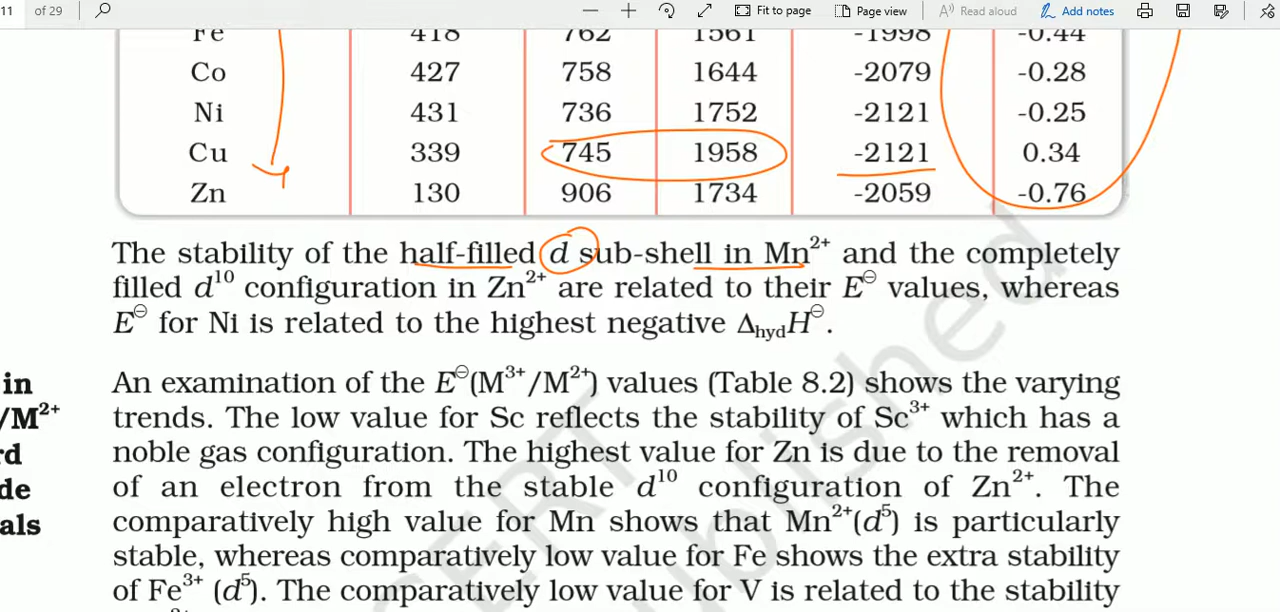 11 of 29 Fit to page Page view Read aloud Add notes
Fe 418 762 1561 -1998 -0.44
Co 427 758 1644 -2079 -0.28
Ni 431 736 1752 -2121 -0.25
Cu 339 745 1958 -2121 0.34
Zn 130 906 1734 -2059 -0.76
The stability of the half-filled d sub-shell in Mn²⁺ and the completely
filled d¹⁰ configuration in Zn²⁺ are related to their E⊖ values, whereas
E⊖ for Ni is related to the highest negative ΔhydH⊖.
in
/M²⁺
rd
de
als
An examination of the E⊖(M³⁺/M²⁺) values (Table 8.2) shows the varying
trends. The low value for Sc reflects the stability of Sc³⁺ which has a
noble gas configuration. The highest value for Zn is due to the removal
of an electron from the stable d¹⁰ configuration of Zn²⁺. The
comparatively high value for Mn shows that Mn²⁺(d⁵) is particularly
stable, whereas comparatively low value for Fe shows the extra stability
of Fe³⁺ (d⁵). The comparatively low value for V is related to the stability